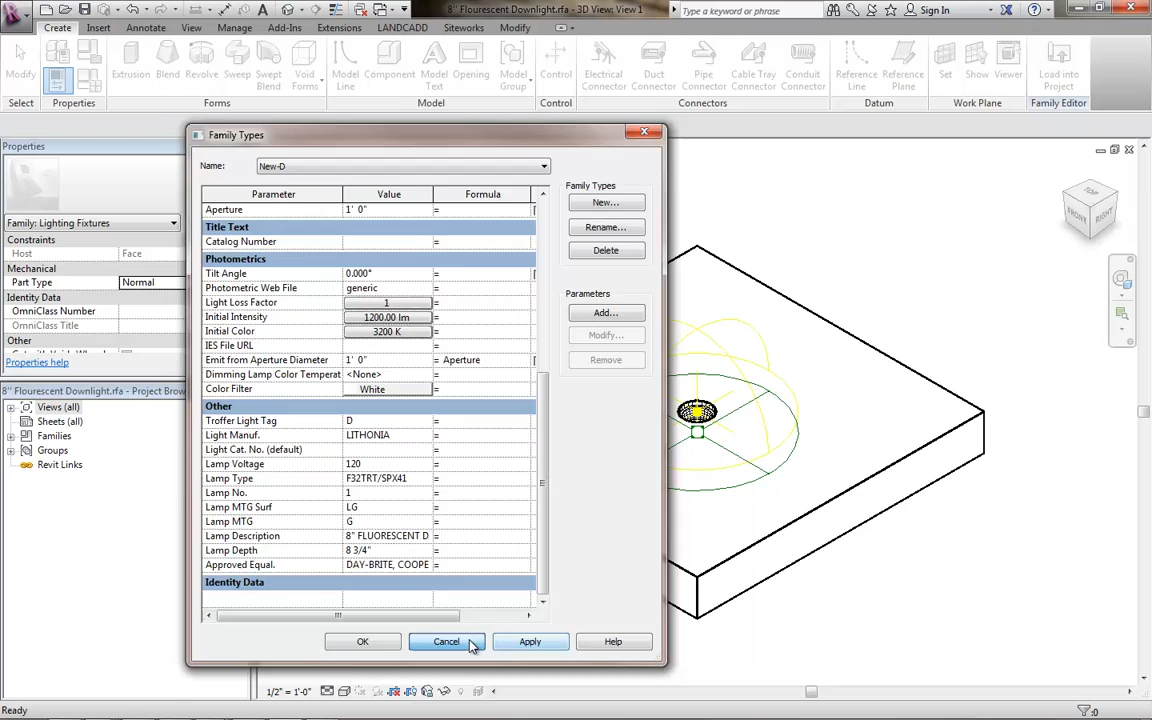 8" Flourescent Downlight.rfa - 3D View: View 1
Type a keyword or phrase
Sign In
Create Insert Annotate View Manage Add-Ins Extensions LANDCADD Siteworks Modify
Modify Extrusion Blend Revolve Sweep Swept Blend Void Forms Model Line Component Model Text Opening Model Group Control Electrical Connector Duct Connector Pipe Connector Cable Tray Connector Conduit Connector Reference Line Reference Plane Set Show Viewer Load into Project
Select Properties Forms Model Control Connectors Datum Work Plane Family Editor
Properties
Family: Lighting Fixtures
Constraints
Host Face
Mechanical
Part Type Normal
Identity Data
OmniClass Number
OmniClass Title
Other
Properties help
8" Flourescent Downlight.rfa - Project Brow
Views (all)
Sheets (all)
Families
Groups
Revit Links
Family Types
Name: New-D
Parameter Value Formula
Aperture 1' 0" =
Title Text
Catalog Number =
Photometrics
Tilt Angle 0.000° =
Photometric Web File generic =
Light Loss Factor 1 =
Initial Intensity 1200.00 lm =
Initial Color 3200 K =
IES File URL =
Emit from Aperture Diameter 1' 0" = Aperture
Dimming Lamp Color Temperat <None> =
Color Filter White =
Other
Troffer Light Tag D =
Light Manuf. LITHONIA =
Light Cat. No. (default) =
Lamp Voltage 120 =
Lamp Type F32TRT/SPX41 =
Lamp No. 1 =
Lamp MTG Surf LG =
Lamp MTG G =
Lamp Description 8" FLUORESCENT D =
Lamp Depth 8 3/4" =
Approved Equal. DAY-BRITE, COOPE =
Identity Data
Family Types
New...
Rename...
Delete
Parameters
Add...
Modify...
Remove
OK Cancel Apply Help
TOP
FRONT RIGHT
1/2" = 1'-0"
Ready
:0